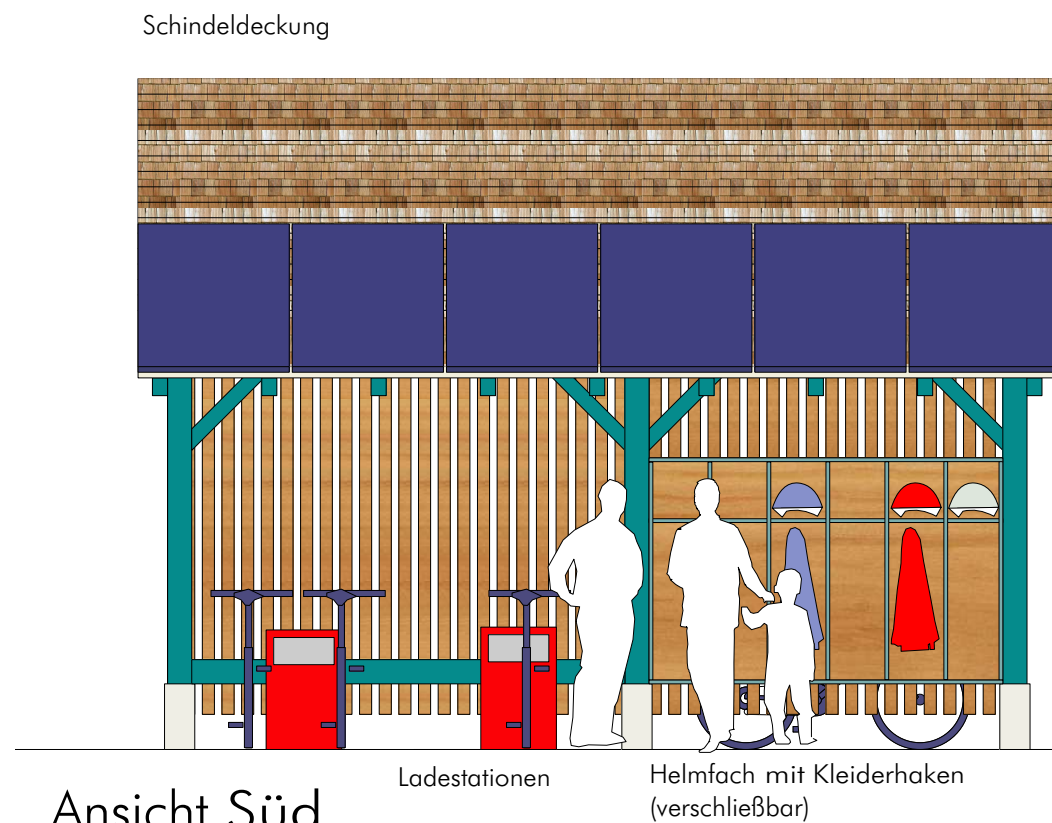 Schindeldeckung
Ladestationen
Helmfach mit Kleiderhaken
(verschließbar)
Ansicht Süd